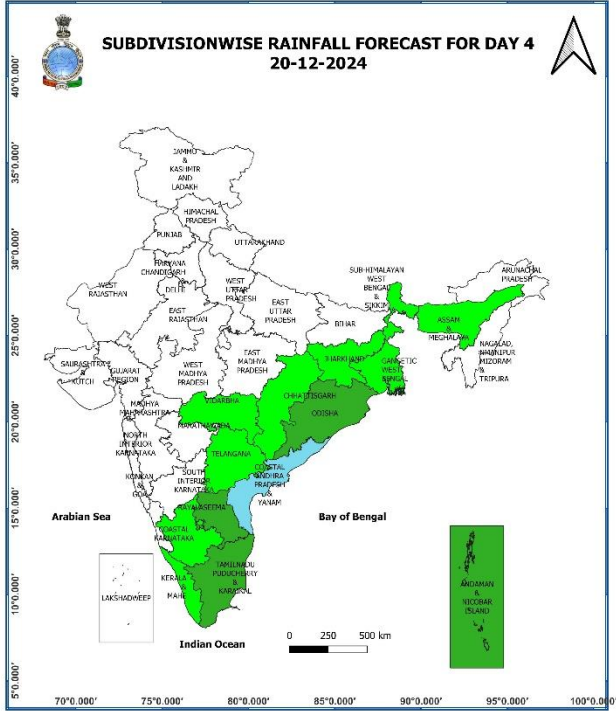 SUBDIVISIONWISE RAINFALL FORECAST FOR DAY 4
20-12-2024
40°0.000'
35°0.000'
30°0.000'
25°0.000'
20°0.000'
15°0.000'
10°0.000'
5°0.000'
JAMMO
&
KASHMIR
AND
LADAKH
HIMACHAL
PRADESH
PUNJAB
UTTARAKHAND
HARYANA
CHANDIGARH
&
DELHI
WEST
RAJASTHAN
WEST
UTTAR
PRADESH
EAST
UTTAR
PRADESH
EAST
RAJASTHAN
SUB-HIMALAYAN
WEST
BENGAL
&
SIKKIM
ARUNACHAL
PRADESH
ASSAM
&
MEGHALAYA
NAGALAD,
MANIPUR
MIZORAM
&
TRIPURA
BIHAR
SAURASHTRA
&
KUTCH
GUJARAT
REGION
WEST
MADHYA
PRADESH
EAST
MADHYA
PRADESH
JHARKHAND
GANGETIC
WEST
BENGAL
CHHATTISGARH
ODISHA
VIDARBHA
MADHYA
MAHARASHTRA
MARATHWADA
TELANGANA
NORTH
INTERIOR
KARNATAKA
KONKAN
&
GOA
SOUTH
INTERIOR
KARNATAKA
COASTAL
ANDHRA
PRADESH
&
YANAM
RAYALASEEMA
COASTAL
KARNATAKA
TAMILNADU
PUDUCHERRY
&
KARAIKAL
KERALA
&
MAHE
LAKSHADWEEP
ANDAMAN
&
NICOBAR
ISLAND
Arabian Sea
Bay of Bengal
Indian Ocean
0 250 500 km
70°0.000' 75°0.000' 80°0.000' 85°0.000' 90°0.000' 95°0.000' 100°0.000'